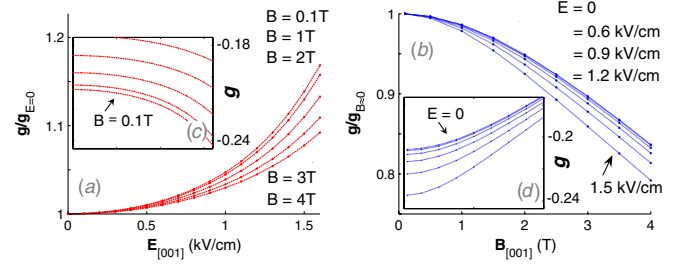 1.2
1.1
1
g/g_{E=0}
B = 0.1T
B = 1T
B = 2T
(c)
B = 0.1T
-0.18
g
-0.24
(a)
B = 3T
B = 4T
0
0.5
1
1.5
E_{[001]} (kV/cm)
1
0.9
0.8
g/g_{B≈0}
(b)
E = 0
= 0.6 kV/cm
= 0.9 kV/cm
= 1.2 kV/cm
E = 0
-0.2
g
-0.24
(d)
1.5 kV/cm
0
1
2
3
4
B_{[001]} (T)